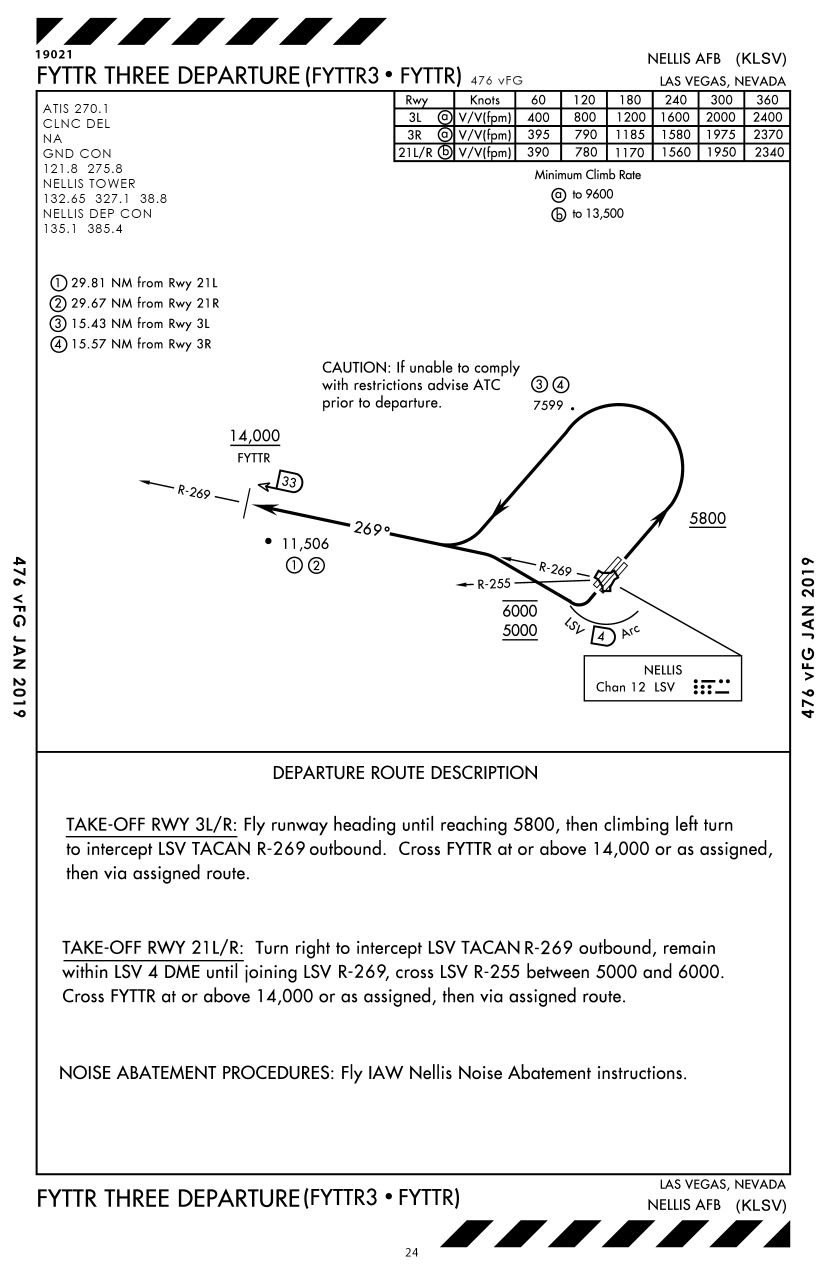 19021
FYTTR THREE DEPARTURE (FYTTR3 • FYTTR) 476 vFG
NELLIS AFB (KLSV)
LAS VEGAS, NEVADA
ATIS 270.1
CLNC DEL
NA
GND CON
121.8 275.8
NELLIS TOWER
132.65 327.1 38.8
NELLIS DEP CON
135.1 385.4
Rwy Knots 60 120 180 240 300 360
3L ⓐ V/V(fpm) 400 800 1200 1600 2000 2400
3R ⓐ V/V(fpm) 395 790 1185 1580 1975 2370
21L/R ⓑ V/V(fpm) 390 780 1170 1560 1950 2340
Minimum Climb Rate
ⓐ to 9600
ⓑ to 13,500
① 29.81 NM from Rwy 21L
② 29.67 NM from Rwy 21R
③ 15.43 NM from Rwy 3L
④ 15.57 NM from Rwy 3R
CAUTION: If unable to comply
with restrictions advise ATC
prior to departure.
③ ④
7599
14,000
FYTTR
33
R-269
269°
5800
11,506
① ②
R-269
R-255
6000
5000
LSV 4 Arc
NELLIS
Chan 12 LSV
476 vFG JAN 2019
476 vFG JAN 2019
DEPARTURE ROUTE DESCRIPTION
TAKE-OFF RWY 3L/R: Fly runway heading until reaching 5800, then climbing left turn
to intercept LSV TACAN R-269 outbound. Cross FYTTR at or above 14,000 or as assigned,
then via assigned route.
TAKE-OFF RWY 21L/R: Turn right to intercept LSV TACAN R-269 outbound, remain
within LSV 4 DME until joining LSV R-269, cross LSV R-255 between 5000 and 6000.
Cross FYTTR at or above 14,000 or as assigned, then via assigned route.
NOISE ABATEMENT PROCEDURES: Fly IAW Nellis Noise Abatement instructions.
FYTTR THREE DEPARTURE (FYTTR3 • FYTTR)
LAS VEGAS, NEVADA
NELLIS AFB (KLSV)
24